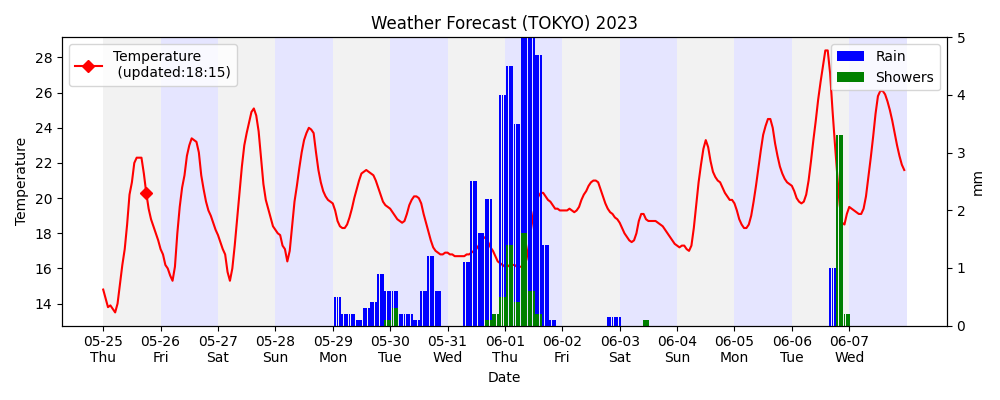 Weather Forecast (TOKYO) 2023
Temperature
(updated:18:15)
Rain
Showers
28
26
24
22
20
18
16
14
Temperature
5
4
3
2
1
0
mm
05-25 05-26 05-27 05-28 05-29 05-30 05-31 06-01 06-02 06-03 06-04 06-05 06-06 06-07
Thu Fri Sat Sun Mon Tue Wed Thu Fri Sat Sun Mon Tue Wed
Date